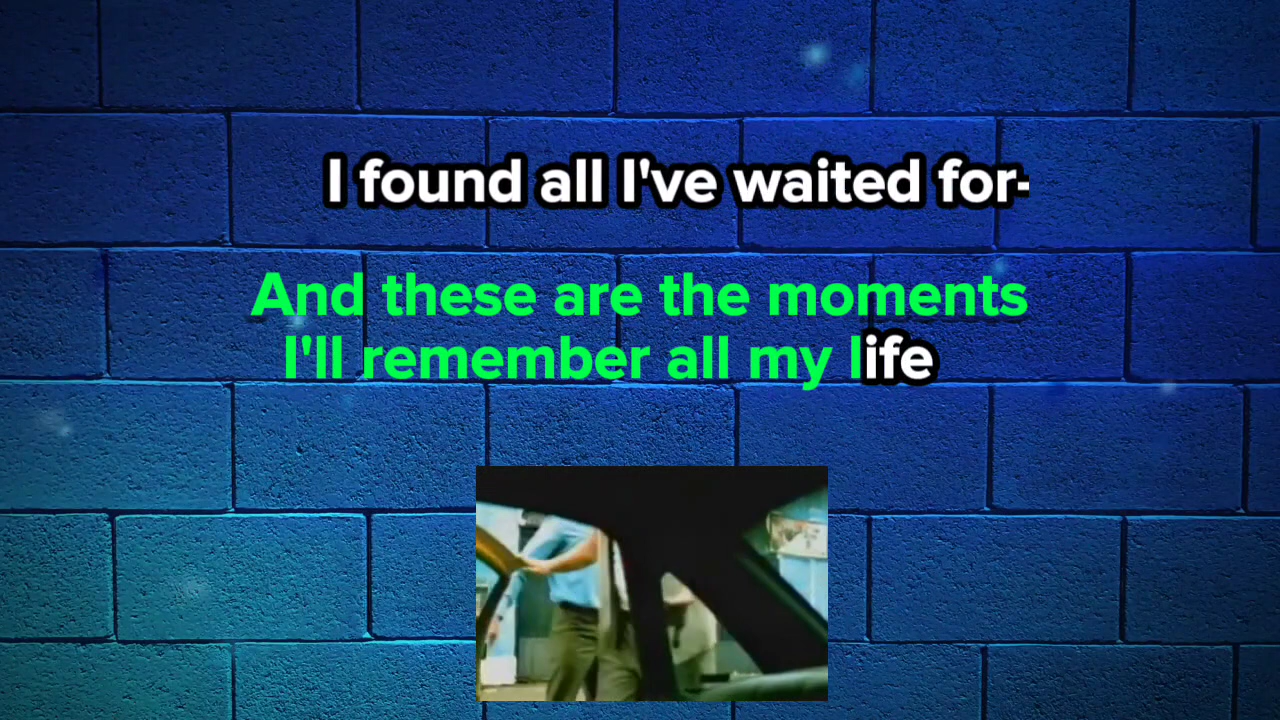 I found all I've waited for-
And these are the moments
I'll remember all my life